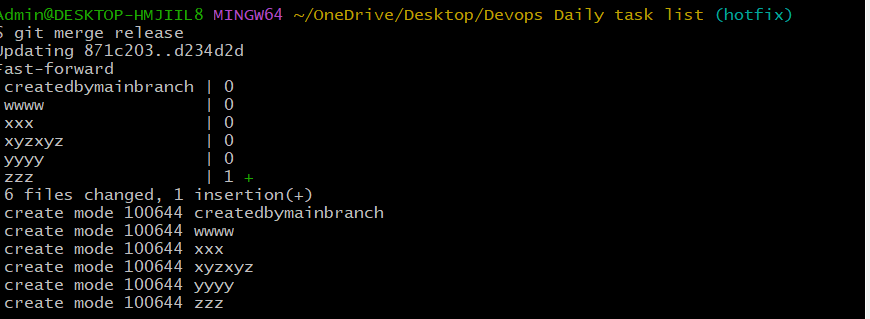 Admin@DESKTOP-HMJIIL8 MINGW64 ~/OneDrive/Desktop/Devops Daily task list (hotfix)
$ git merge release
Updating 871c203..d234d2d
Fast-forward
 createdbymainbranch | 0
 wwww                | 0
 xxx                 | 0
 xyzxyz              | 0
 yyyy                | 0
 zzz                 | 1 +
 6 files changed, 1 insertion(+)
 create mode 100644 createdbymainbranch
 create mode 100644 wwww
 create mode 100644 xxx
 create mode 100644 xyzxyz
 create mode 100644 yyyy
 create mode 100644 zzz